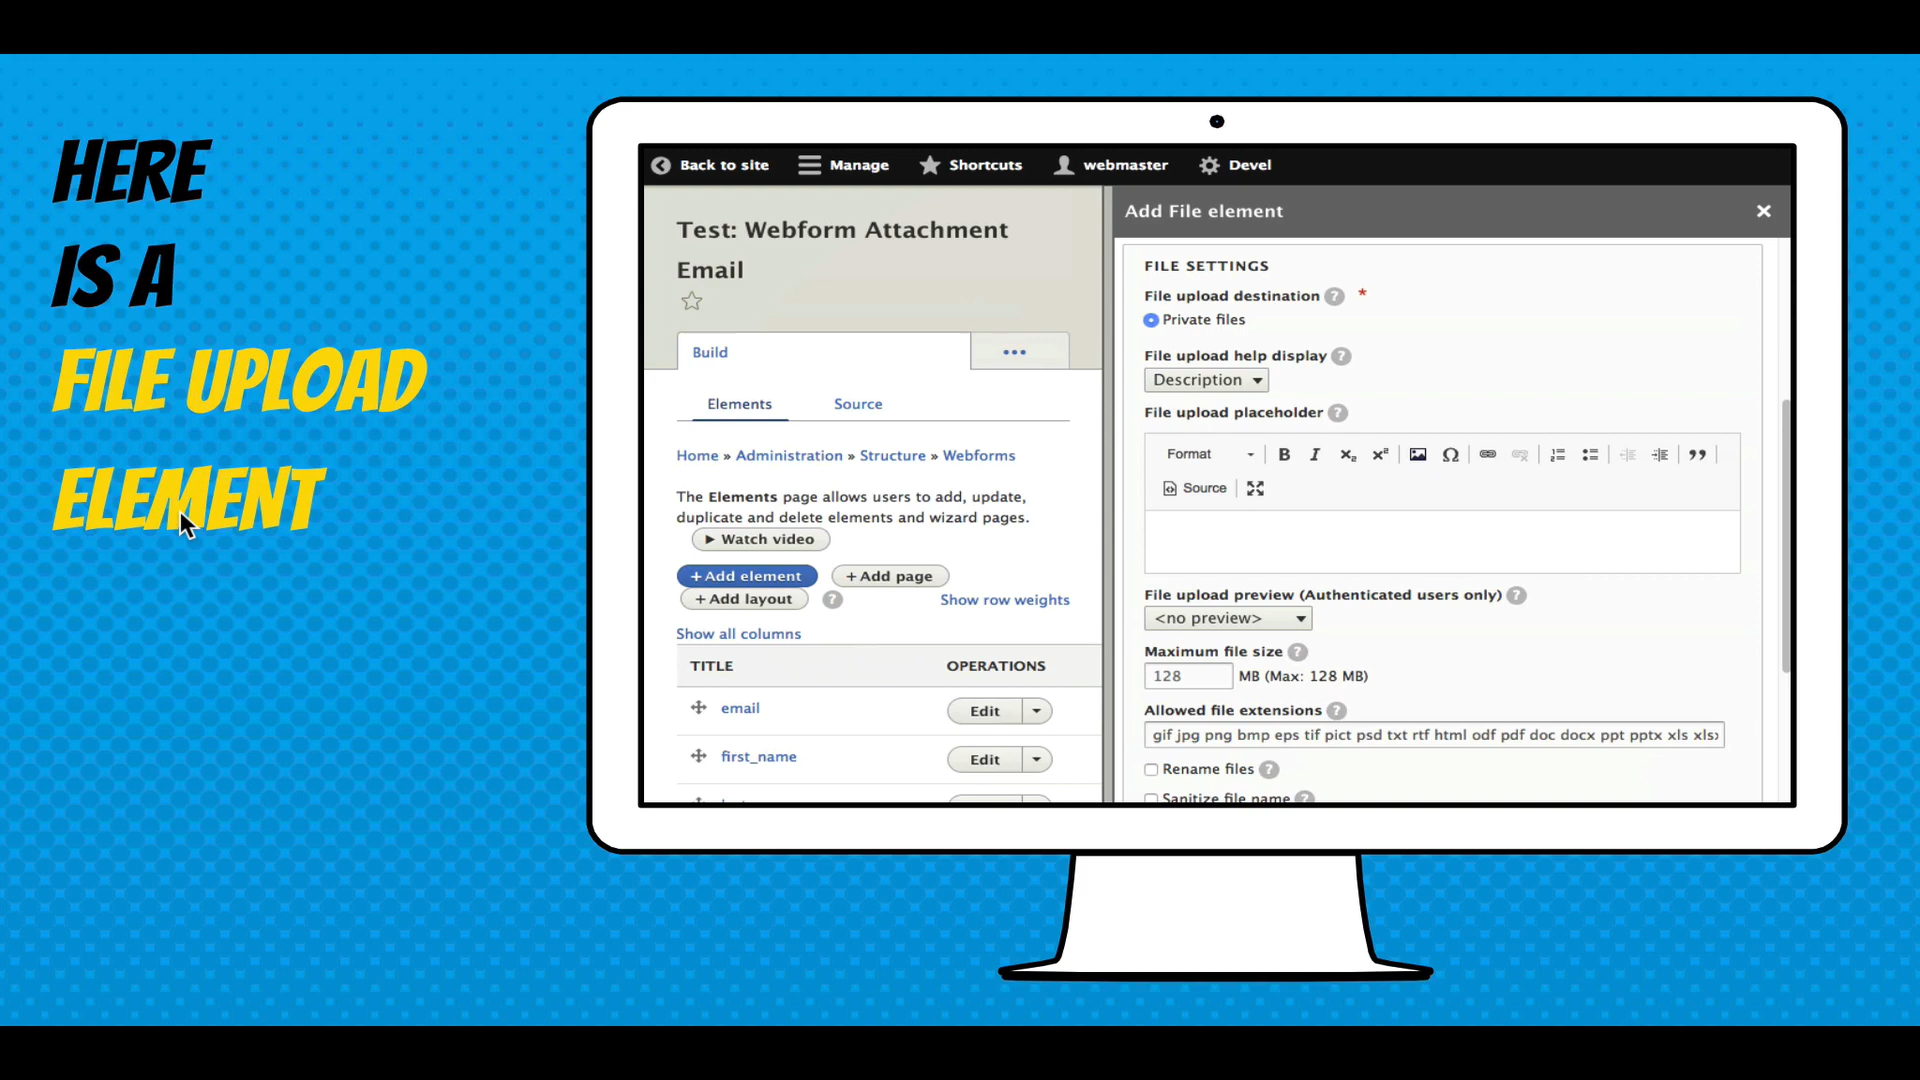 HERE
IS A
FILE UPLOAD
ELEMENT
Back to site Manage Shortcuts webmaster Devel
Test: Webform Attachment
Email
Build
Elements Source
Home » Administration » Structure » Webforms
The Elements page allows users to add, update,
duplicate and delete elements and wizard pages.
Watch video
+ Add element + Add page
+ Add layout ? Show row weights
Show all columns
TITLE OPERATIONS
email Edit
first_name Edit
Add File element
FILE SETTINGS
File upload destination ? *
Private files
File upload help display ?
Description
File upload placeholder ?
Format B I x₂ x² Ω
Source
File upload preview (Authenticated users only) ?
<no preview>
Maximum file size ?
128 MB (Max: 128 MB)
Allowed file extensions ?
gif jpg png bmp eps tif pict psd txt rtf html odf pdf doc docx ppt pptx xls xls
Rename files ?
Sanitize file name ?